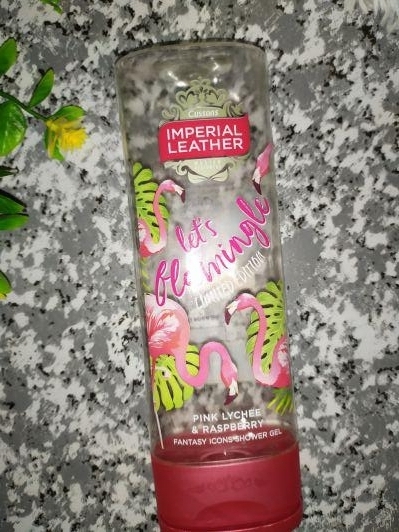 Cussons
IMPERIAL
LEATHER
let's
flamingle
LIMITED EDITION
PINK LYCHEE
& RASPBERRY
FANTASY ICONS SHOWER GEL